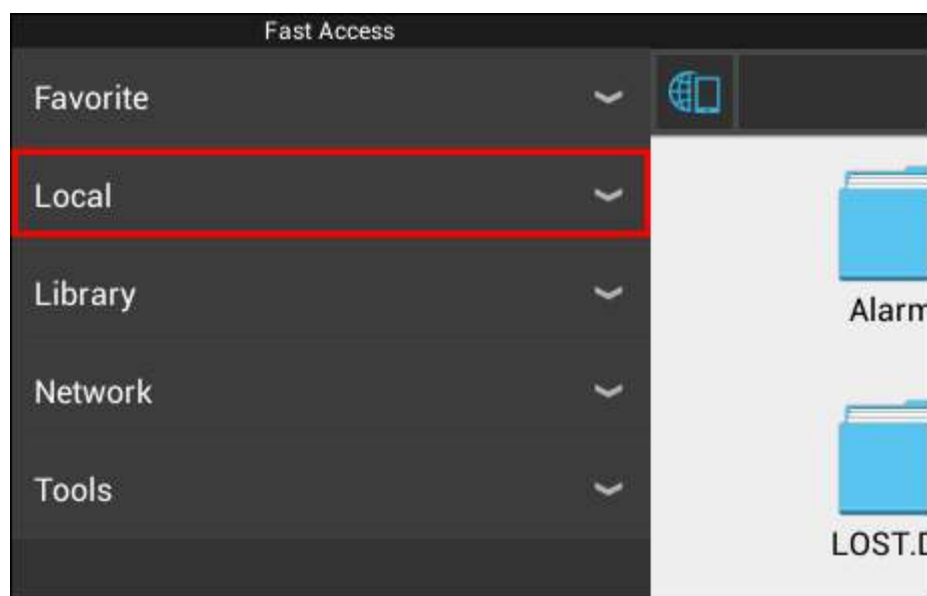 Fast Access
Favorite
Local
Library
Network
Tools
Alarm
LOST.D